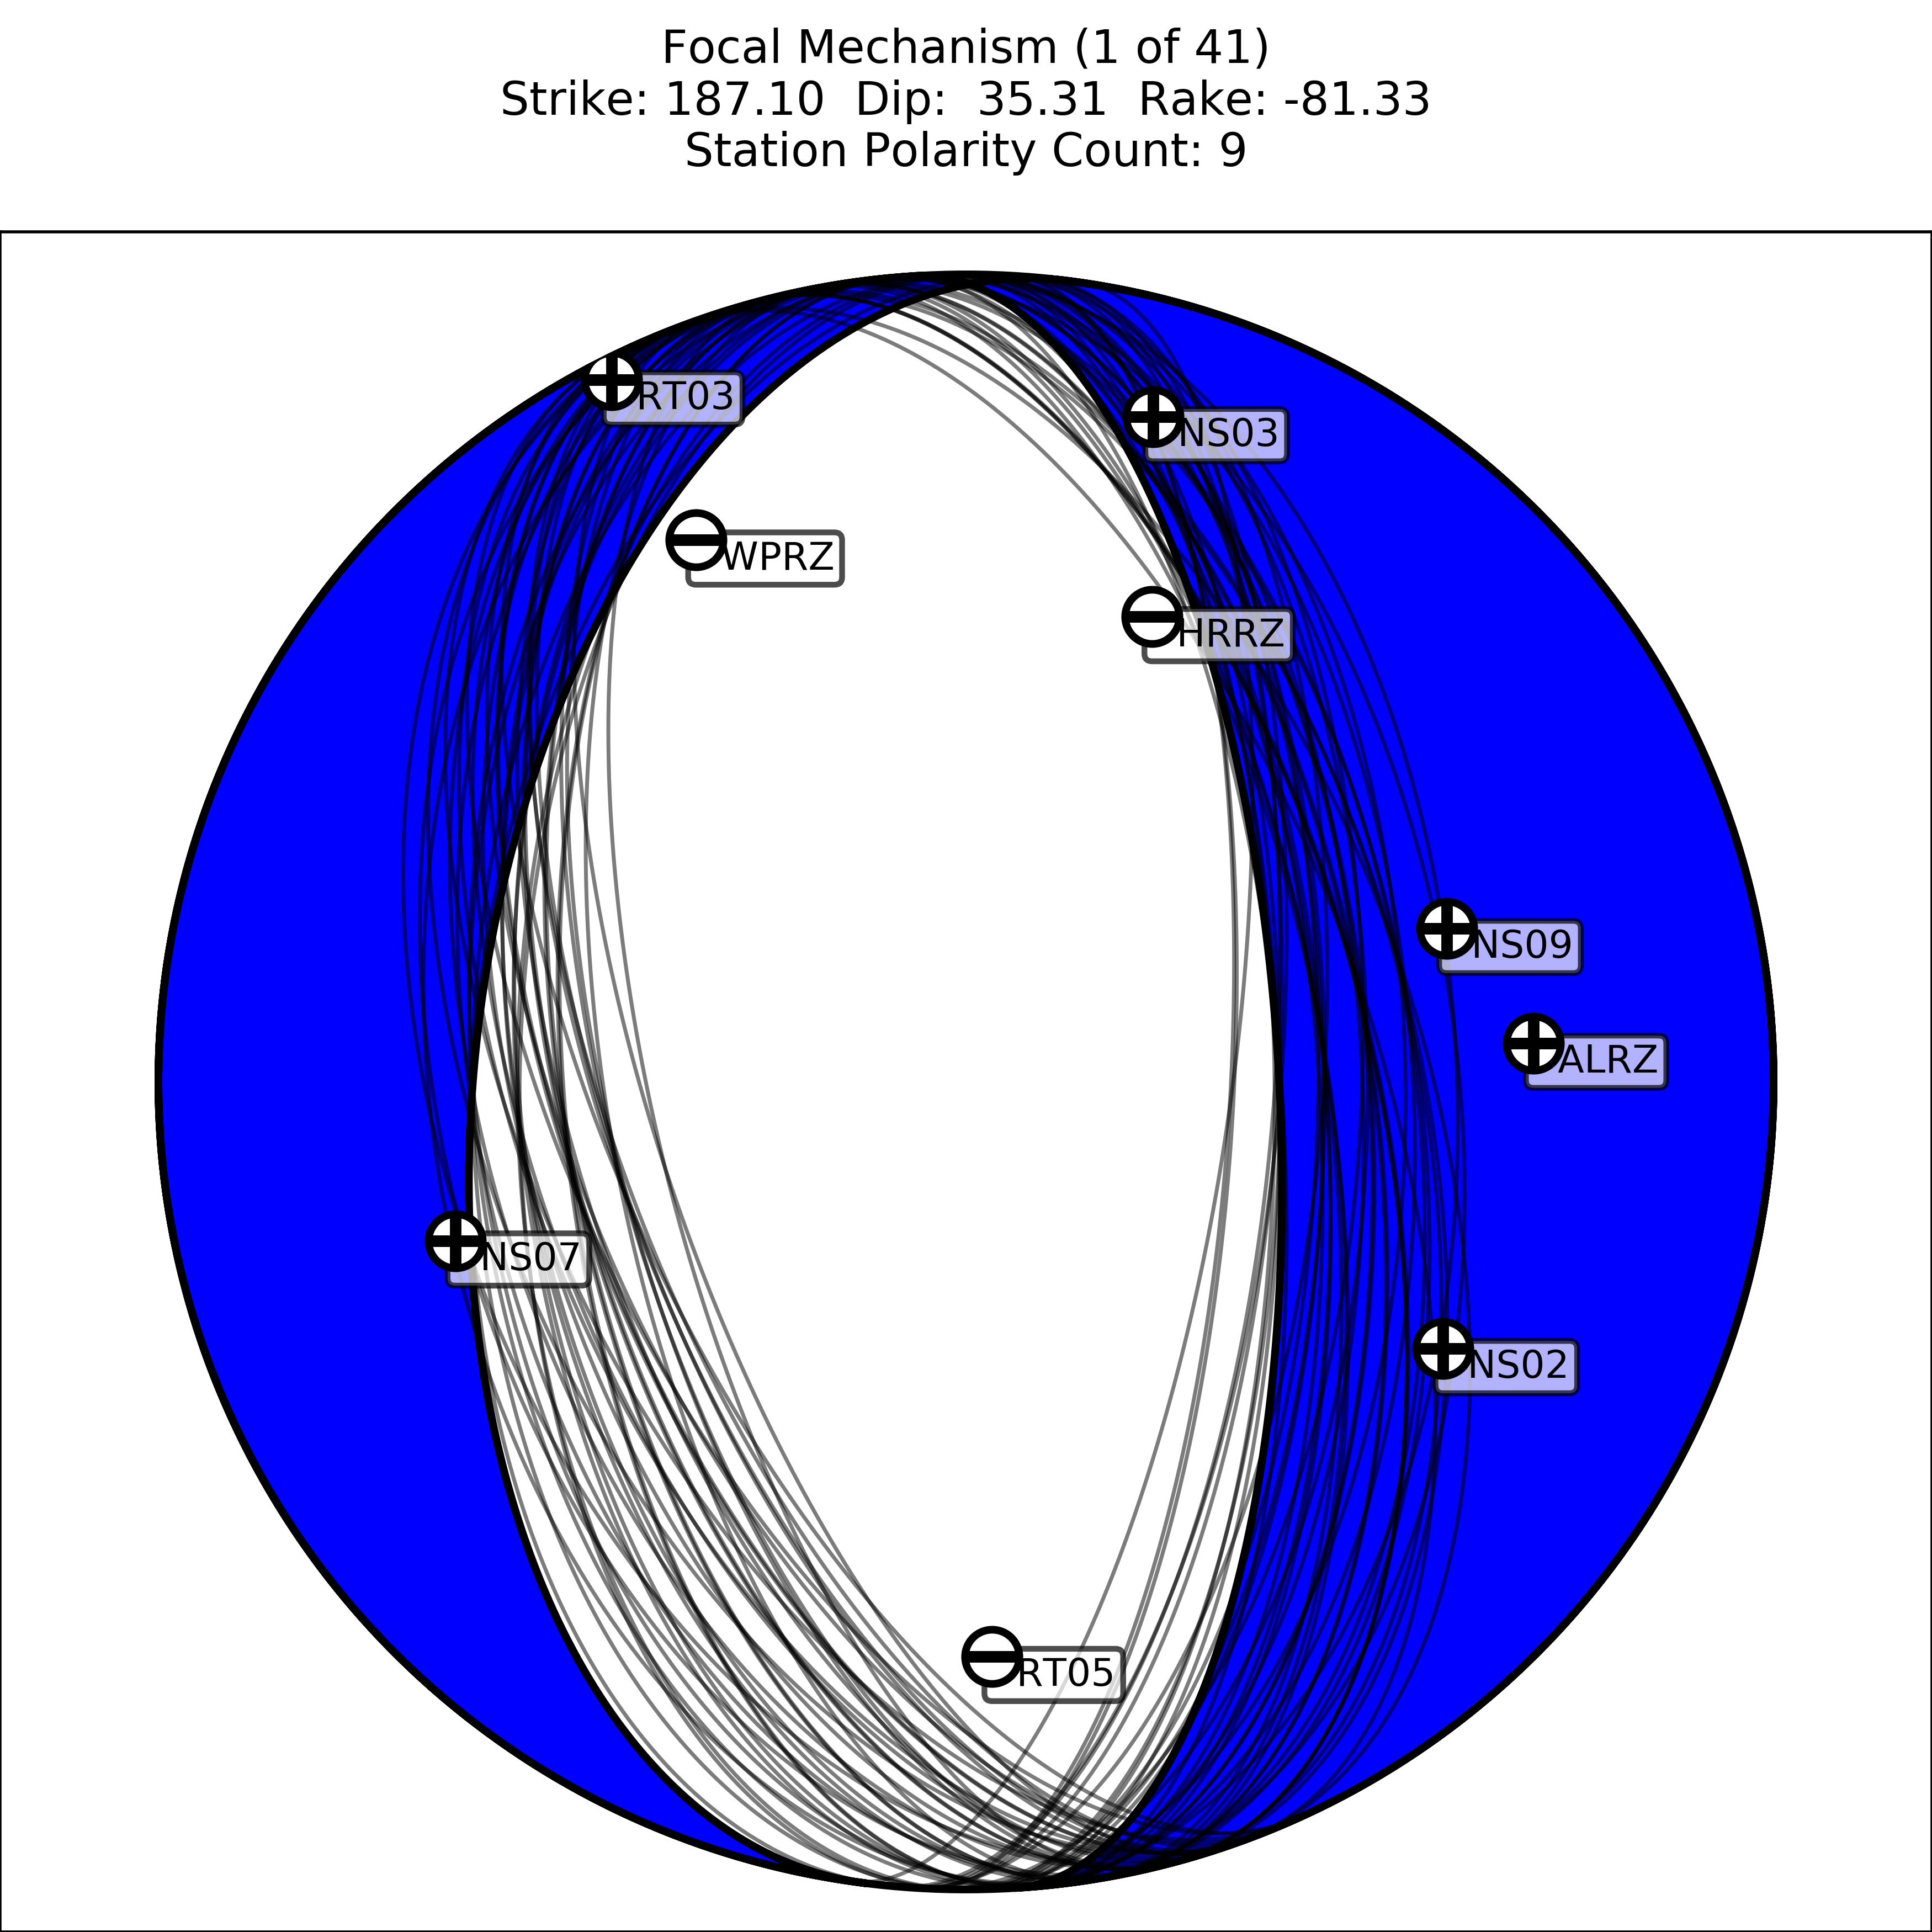 Focal Mechanism (1 of 41)
Strike: 187.10  Dip:  35.31  Rake: -81.33
Station Polarity Count: 9
RT03
NS03
WPRZ
HRRZ
NS09
ALRZ
NS07
NS02
RT05